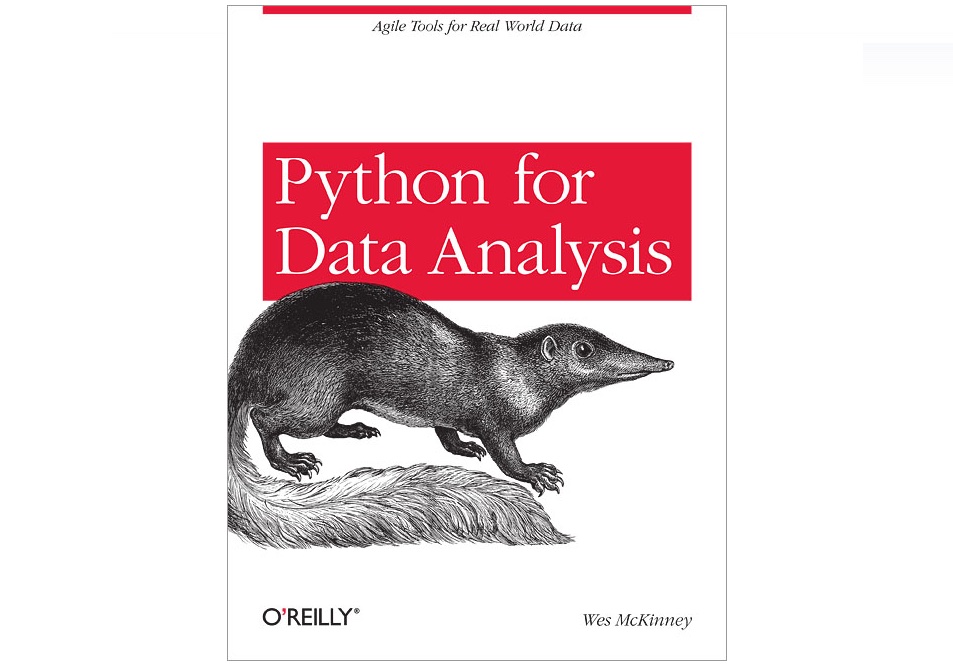 Agile Tools for Real World Data
Python for
Data Analysis
O'REILLY®
Wes McKinney